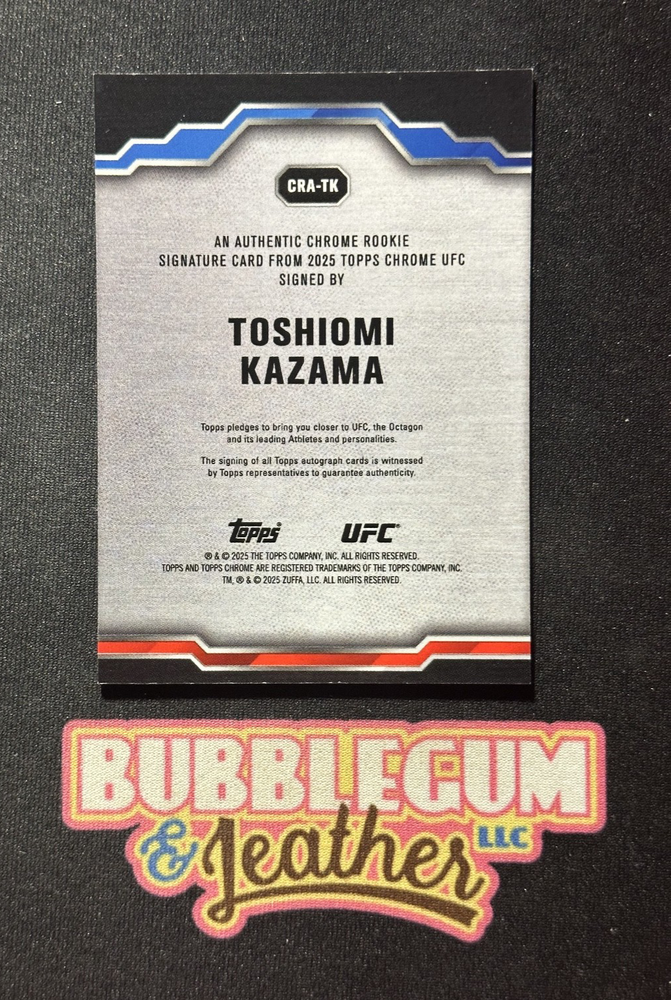 CRA-TK
AN AUTHENTIC CHROME ROOKIE
SIGNATURE CARD FROM 2025 TOPPS CHROME UFC
SIGNED BY
TOSHIOMI
KAZAMA
Topps pledges to bring you closer to UFC, the Octagon
and its leading Athletes and personalities.
The signing of all Topps autograph cards is witnessed
by Topps representatives to guarantee authenticity.
Topps UFC®
® & © 2025 THE TOPPS COMPANY, INC. ALL RIGHTS RESERVED.
TOPPS AND TOPPS CHROME ARE REGISTERED TRADEMARKS OF THE TOPPS COMPANY, INC.
TM, ® & © 2025 ZUFFA, LLC. ALL RIGHTS RESERVED.
BUBBLEGUM
& Leather LLC